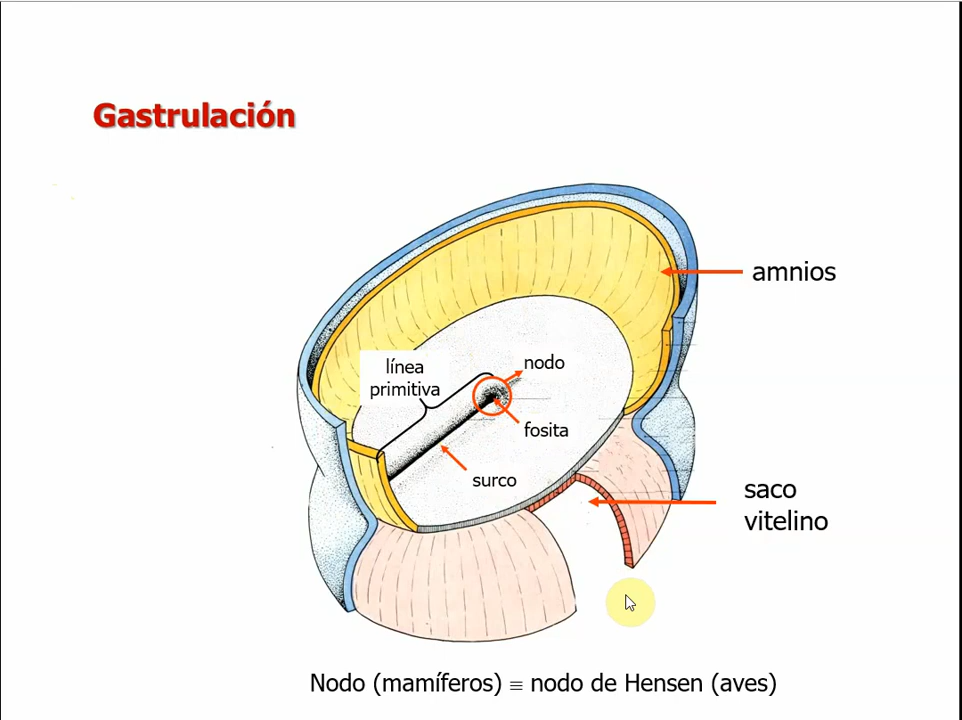 Gastrulación
amnios
línea
primitiva
nodo
fosita
surco
saco
vitelino
Nodo (mamíferos) ≡ nodo de Hensen (aves)